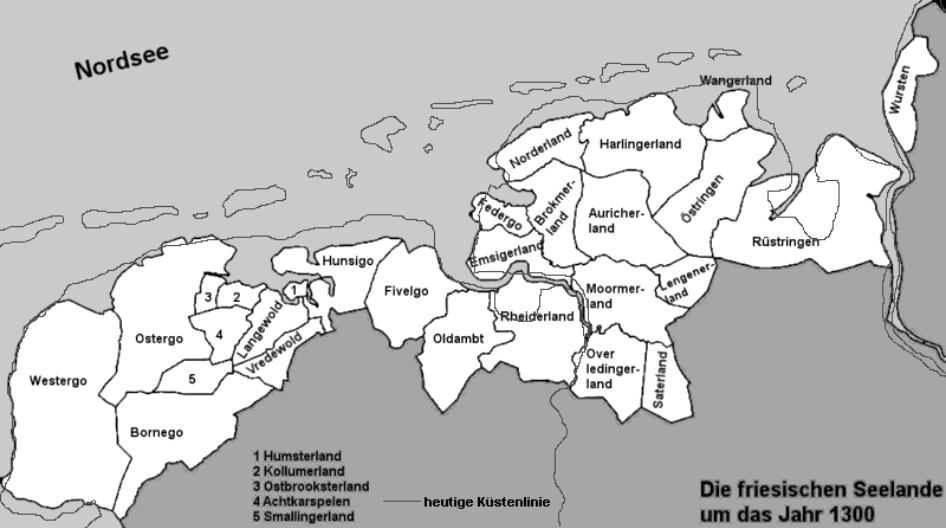 Nordsee
Wangerland
Wursten
Norderland
Harlingerland
Federgo
Brokmer-
land
Auricher-
land
Östringen
Rüstringen
Emsigerland
Hunsigo
Fivelgo
Moormer-
land
Lengener-
land
1
3
2
4
Langewold
Vredewold
Ostergo
Oldambt
Rheiderland
Over
ledinger-
land
Saterland
Westergo
5
Bornego
1 Humsterland
2 Kollumerland
3 Ostbrooksterland
4 Achtkarspelen
5 Smallingerland
heutige Küstenlinie
Die friesischen Seelande
um das Jahr 1300